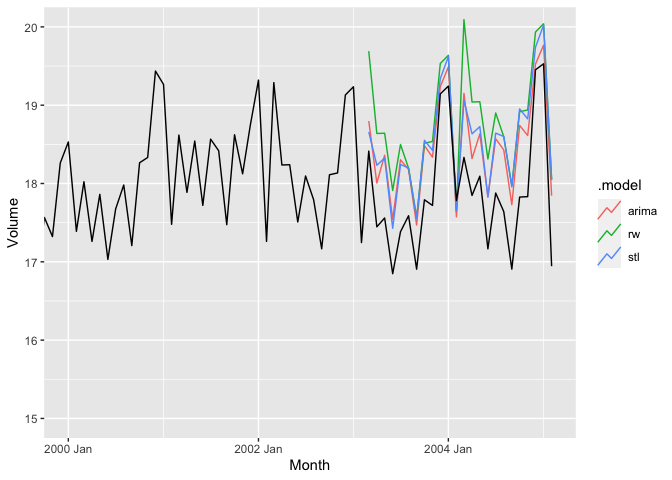 20
19
18
17
16
15
Volume
2000 Jan
2002 Jan
2004 Jan
Month
.model
arima
rw
stl